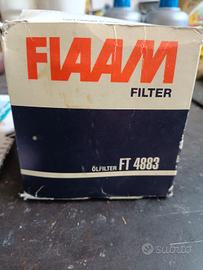 FIAAM
FILTER
ÖLFILTER FT 4883
subito